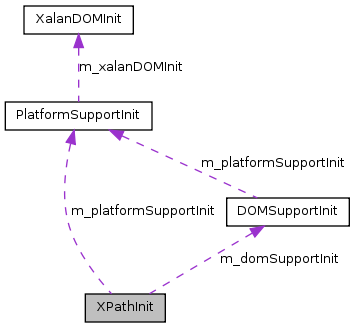 XalanDOMInit
m_xalanDOMInit
PlatformSupportInit
m_platformSupportInit
m_platformSupportInit
DOMSupportInit
m_domSupportInit
XPathInit